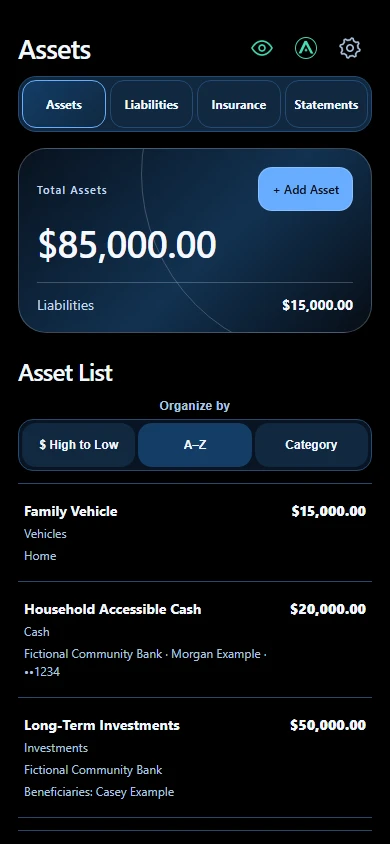 Assets
Assets
Liabilities
Insurance
Statements
Total Assets
+ Add Asset
$85,000.00
Liabilities
$15,000.00
Asset List
Organize by
$ High to Low
A–Z
Category
Family Vehicle
$15,000.00
Vehicles
Home
Household Accessible Cash
$20,000.00
Cash
Fictional Community Bank · Morgan Example ·
••1234
Long-Term Investments
$50,000.00
Investments
Fictional Community Bank
Beneficiaries: Casey Example